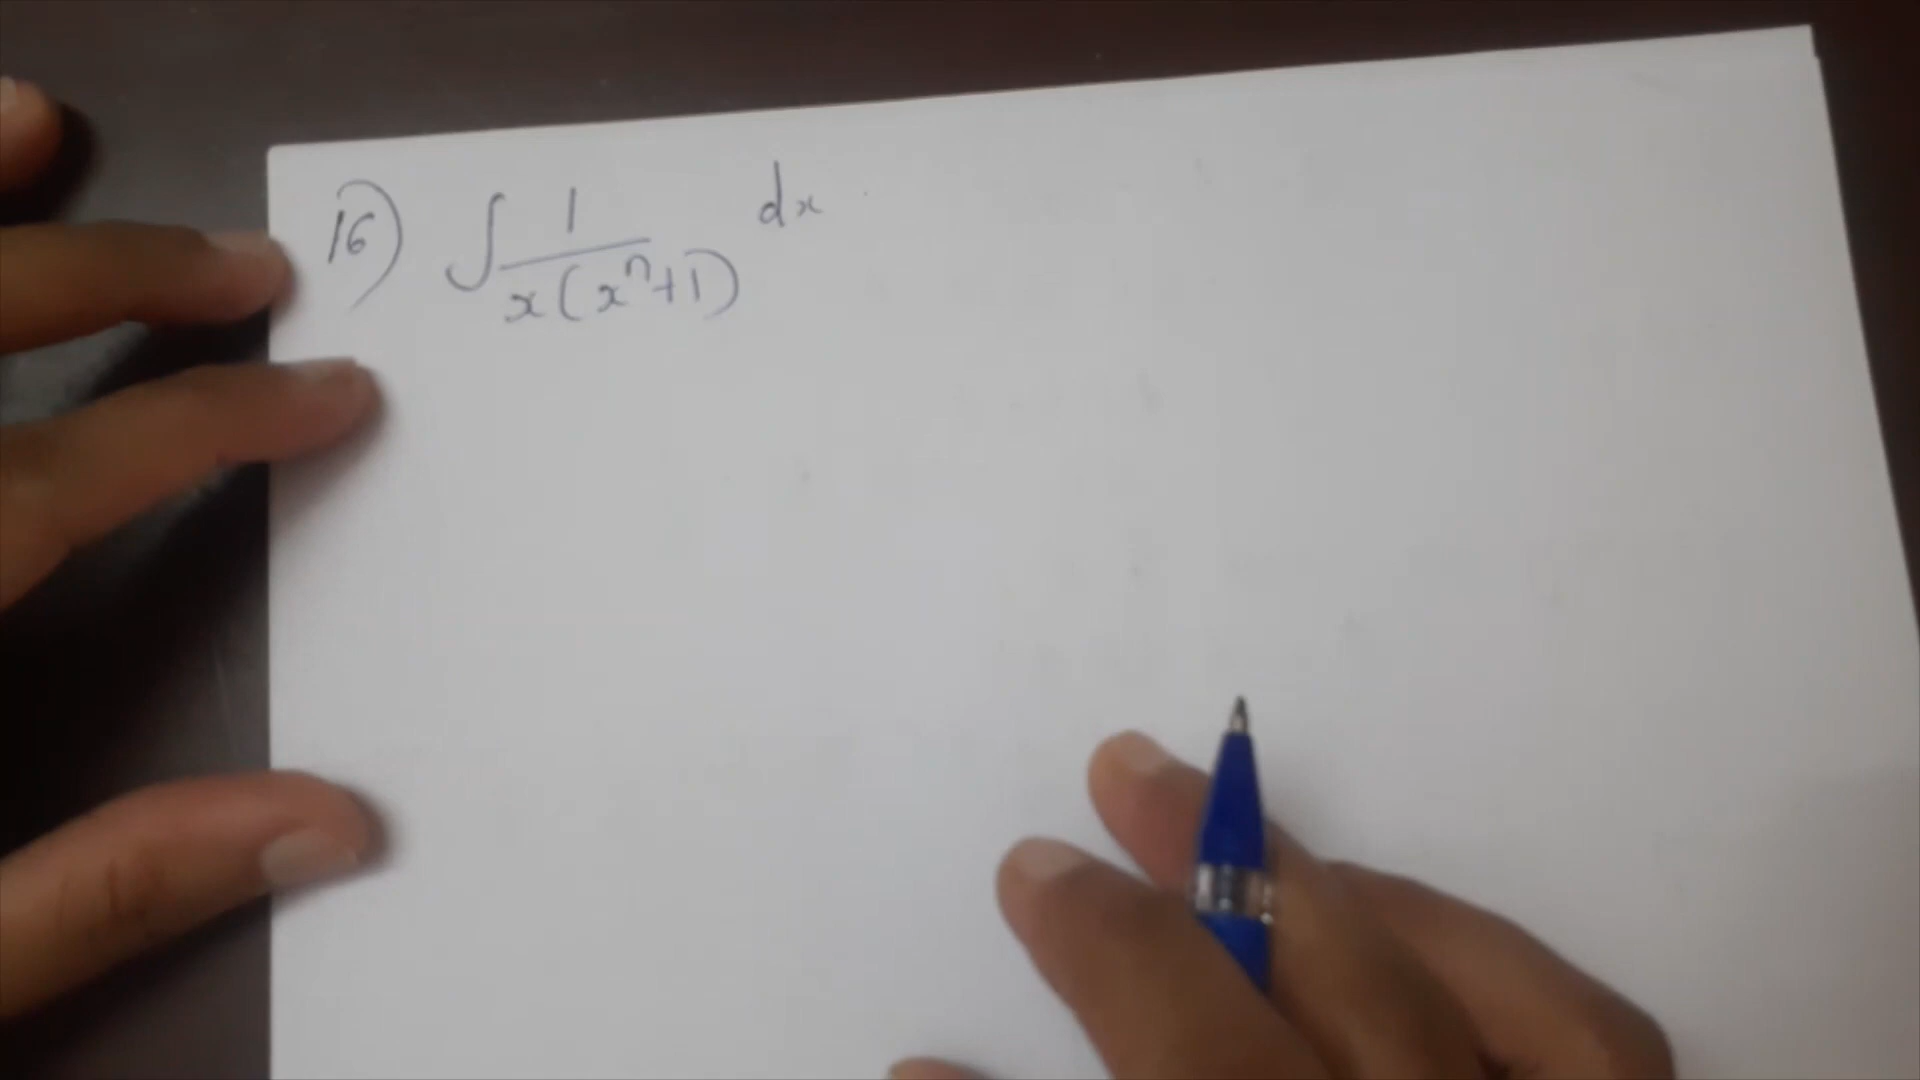 16) ∫ 1/x(xⁿ+1) dx